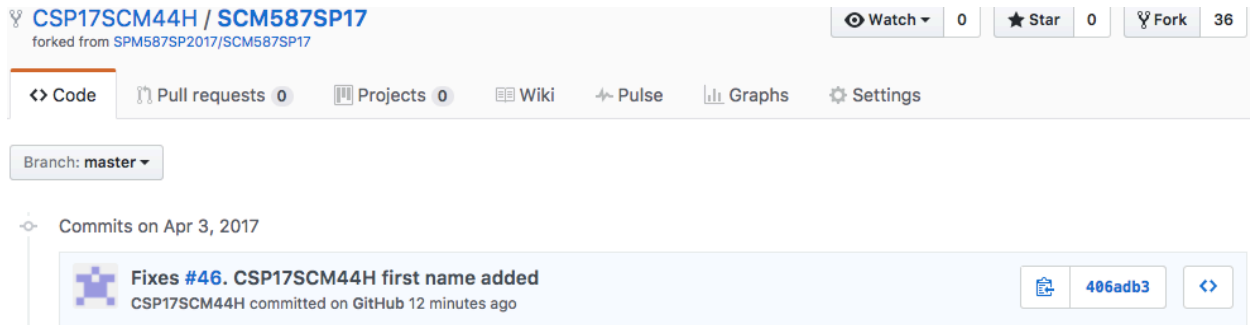 CSP17SCM44H / SCM587SP17 Watch 0 Star 0 Fork 36
forked from SPM587SP2017/SCM587SP17
<> Code Pull requests 0 Projects 0 Wiki Pulse Graphs Settings
Branch: master
Commits on Apr 3, 2017
Fixes #46. CSP17SCM44H first name added
406adb3 <>
CSP17SCM44H committed on GitHub 12 minutes ago